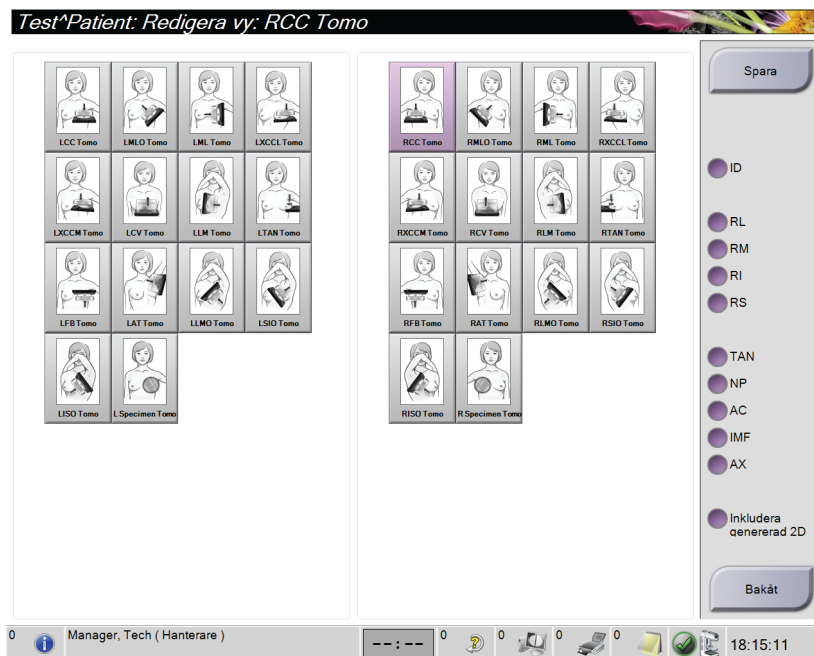 Test^Patient: Redigera vy: RCC Tomo
LCC Tomo LMLO Tomo LML Tomo LXCCL Tomo
LXCCM Tomo LCV Tomo LLM Tomo LTAN Tomo
LFB Tomo LAT Tomo LLMO Tomo LSIO Tomo
LISO Tomo L Specimen Tomo
RCC Tomo RMLO Tomo RML Tomo RXCCL Tomo
RXCCM Tomo RCV Tomo RLM Tomo RTAN Tomo
RFB Tomo RAT Tomo RLMO Tomo RSIO Tomo
RISO Tomo R Specimen Tomo
Spara
ID
RL
RM
RI
RS
TAN
NP
AC
IMF
AX
Inkludera
genererad 2D
Bakåt
0 Manager, Tech ( Hanterare ) --:-- 0 0 0 0 18:15:11